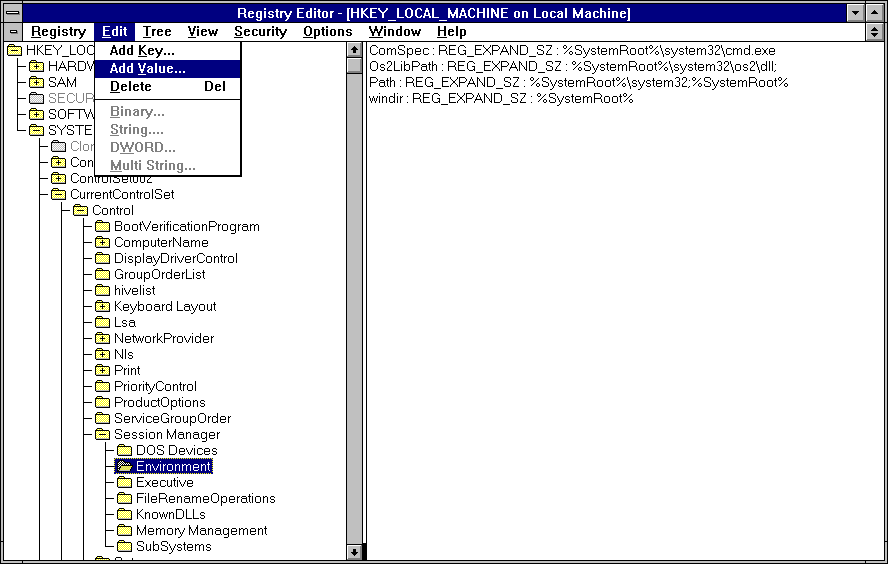 Registry Editor - [HKEY_LOCAL_MACHINE on Local Machine]
Registry Edit Tree View Security Options Window Help
HKEY_LOC
Add Key...
Add Value...
Delete Del
Binary...
String....
DWORD...
Multi String...
HARDV
SAM
SECUR
SOFTW
SYSTE
Clor
Con
ControlSet002
CurrentControlSet
Control
BootVerificationProgram
ComputerName
DisplayDriverControl
GroupOrderList
hivelist
Keyboard Layout
Lsa
NetworkProvider
Nls
Print
PriorityControl
ProductOptions
ServiceGroupOrder
Session Manager
DOS Devices
Environment
Executive
FileRenameOperations
KnownDLLs
Memory Management
SubSystems
ComSpec : REG_EXPAND_SZ : %SystemRoot%\system32\cmd.exe
Os2LibPath : REG_EXPAND_SZ : %SystemRoot%\system32\os2\dll;
Path : REG_EXPAND_SZ : %SystemRoot%\system32;%SystemRoot%
windir : REG_EXPAND_SZ : %SystemRoot%